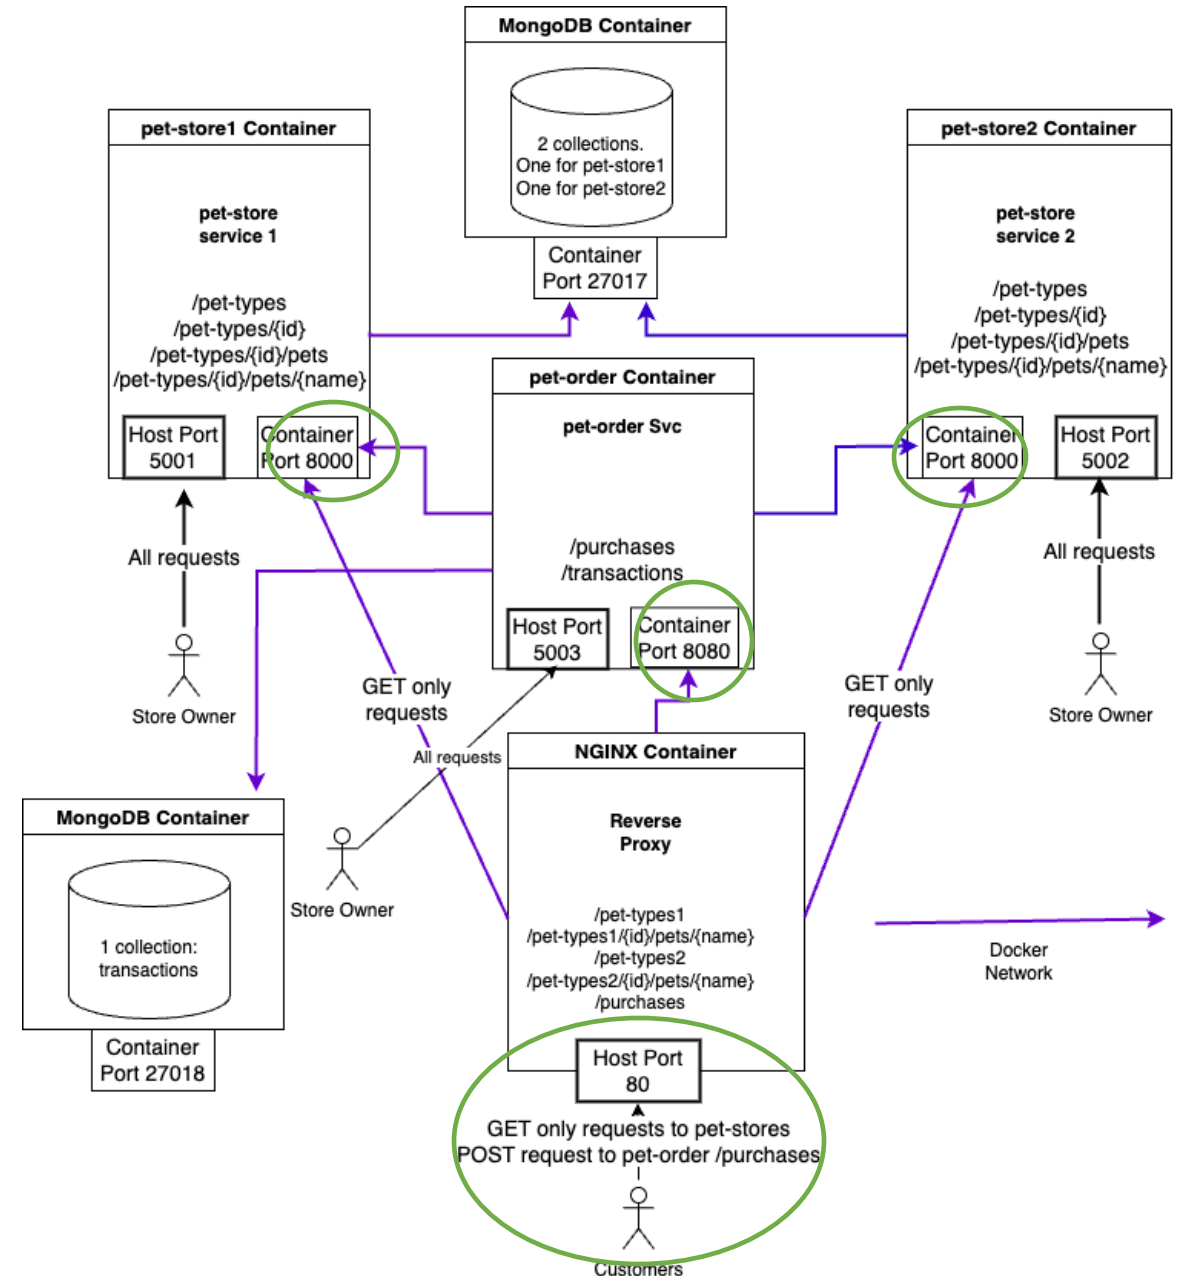 MongoDB Container
2 collections.
One for pet-store1
One for pet-store2
Container
Port 27017
pet-store1 Container
pet-store
service 1
/pet-types
/pet-types/{id}
/pet-types/{id}/pets
/pet-types/{id}/pets/{name}
Host Port
5001
Container
Port 8000
All requests
Store Owner
pet-store2 Container
pet-store
service 2
/pet-types
/pet-types/{id}
/pet-types/{id}/pets
/pet-types/{id}/pets/{name}
Container
Port 8000
Host Port
5002
All requests
Store Owner
pet-order Container
pet-order Svc
/purchases
/transactions
Host Port
5003
Container
Port 8080
GET only
requests
GET only
requests
All requests
Store Owner
MongoDB Container
1 collection:
transactions
Container
Port 27018
NGINX Container
Reverse
Proxy
/pet-types1
/pet-types1/{id}/pets/{name}
/pet-types2
/pet-types2/{id}/pets/{name}
/purchases
Host Port
80
GET only requests to pet-stores
POST request to pet-order /purchases
Customers
Docker
Network